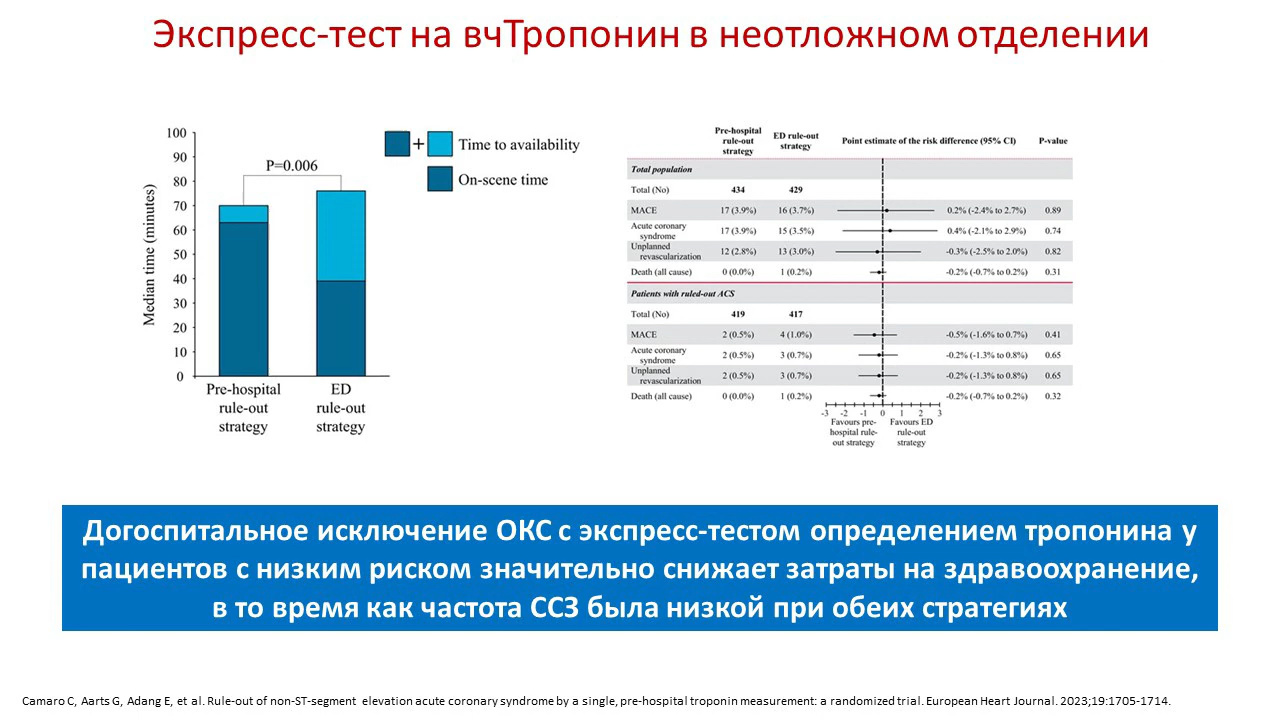 Экспресс-тест на вчТропонин в неотложном отделении
100
90
80
70
60
50
40
30
20
10
0
Median time (minutes)
P=0.006
+ Time to availability
On-scene time
Pre-hospital
rule-out
strategy
ED
rule-out
strategy
Pre-hospital
rule-out
strategy
ED rule-out
strategy
Point estimate of the risk difference (95% CI)
P-value
Total population
Total (No) 434 429
MACE 17 (3.9%) 16 (3.7%) 0.2% (-2.4% to 2.7%) 0.89
Acute coronary
syndrome 17 (3.9%) 15 (3.5%) 0.4% (-2.1% to 2.9%) 0.74
Unplanned
revascularization 12 (2.8%) 13 (3.0%) -0.3% (-2.5% to 2.0%) 0.82
Death (all cause) 0 (0.0%) 1 (0.2%) -0.2% (-0.7% to 0.2%) 0.31
Patients with ruled-out ACS
Total (No) 419 417
MACE 2 (0.5%) 4 (1.0%) -0.5% (-1.6% to 0.7%) 0.41
Acute coronary
syndrome 2 (0.5%) 3 (0.7%) -0.2% (-1.3% to 0.8%) 0.65
Unplanned
revascularization 2 (0.5%) 3 (0.7%) -0.2% (-1.3% to 0.8%) 0.65
Death (all cause) 0 (0.0%) 1 (0.2%) -0.2% (-0.7% to 0.2%) 0.32
-3 -2 -1 0 1 2 3
Favours pre-
hospital rule-
out strategy
Favours ED
rule-out
strategy
Догоспитальное исключение ОКС с экспресс-тестом определением тропонина у
пациентов с низким риском значительно снижает затраты на здравоохранение,
в то время как частота ССЗ была низкой при обеих стратегиях
Camaro C, Aarts G, Adang E, et al. Rule-out of non-ST-segment elevation acute coronary syndrome by a single, pre-hospital troponin measurement: a randomized trial. European Heart Journal. 2023;19:1705-1714.